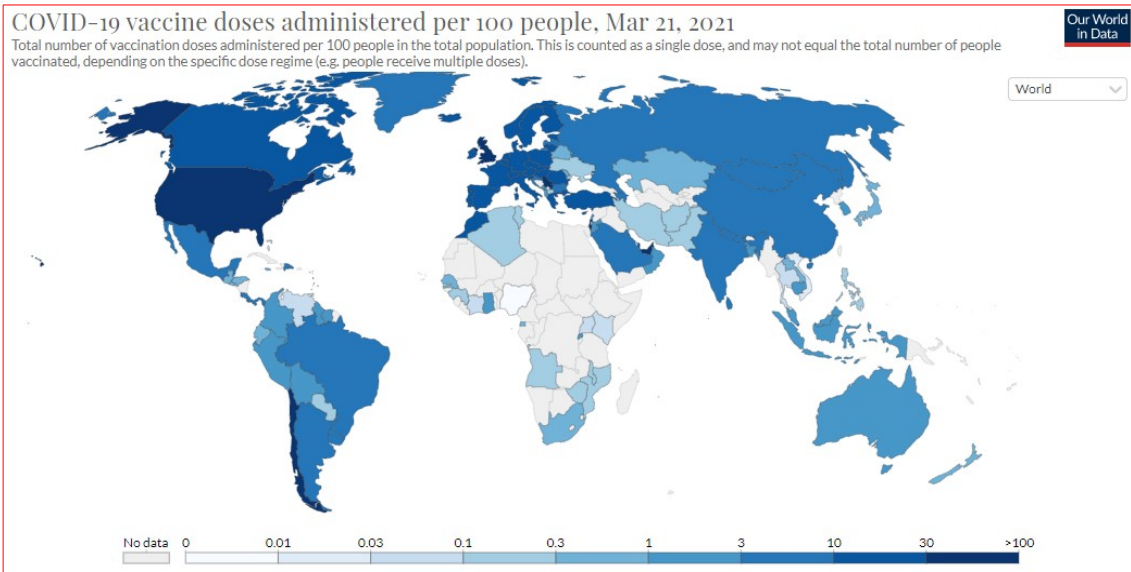 COVID-19 vaccine doses administered per 100 people, Mar 21, 2021
Total number of vaccination doses administered per 100 people in the total population. This is counted as a single dose, and may not equal the total number of people
vaccinated, depending on the specific dose regime (e.g. people receive multiple doses).
Our World
in Data
World
No data 0 0.01 0.03 0.1 0.3 1 3 10 30 >100